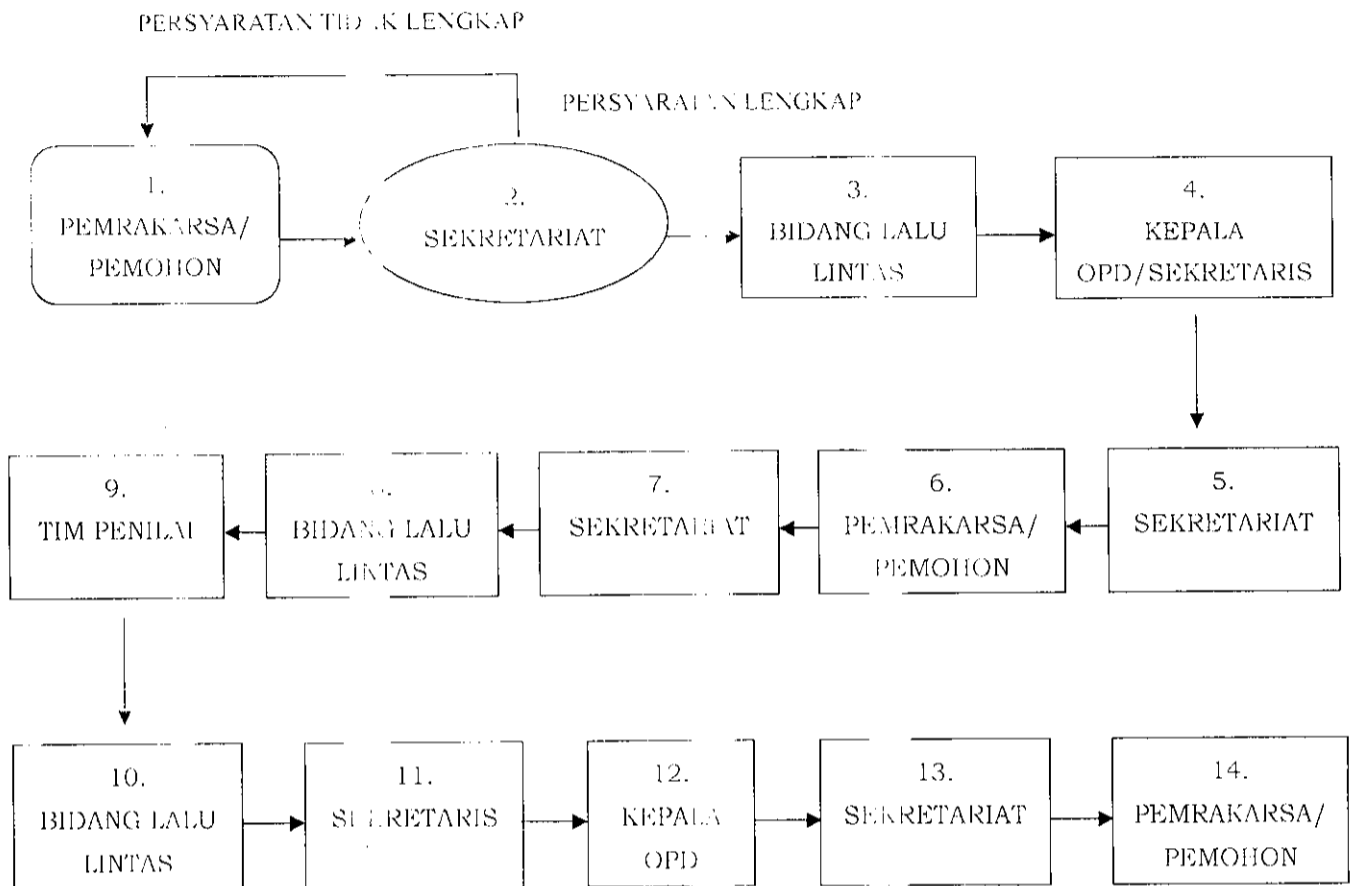 PERSYARATAN TIDAK LENGKAP
PERSYARATAN LENGKAP
1.
PEMRAKARSA/
PEMOHON
2.
SEKRETARIAT
3.
BIDANG LALU
LINTAS
4.
KEPALA
OPD/SEKRETARIS
9.
TIM PENILAI
BIDANG LALU
LINTAS
7.
SEKRETARIAT
6.
PEMRAKARSA/
PEMOHON
5.
SEKRETARIAT
10.
BIDANG LALU
LINTAS
11.
SEKRETARIS
12.
KEPALA
OPD
13.
SEKRETARIAT
14.
PEMRAKARSA/
PEMOHON